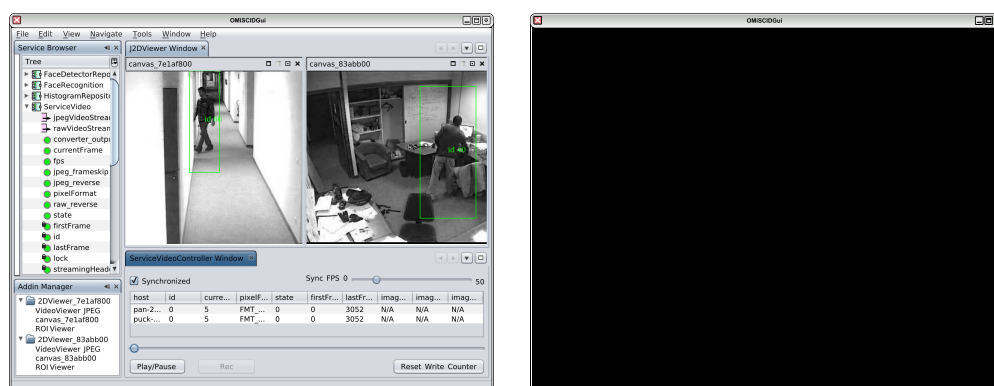 OMiSCIDGui
File Edit View Navigate Tools Window Help
Service Browser
Tree
FaceDetectorRepo
FaceRecognition
HistogramReposit
ServiceVideo
jpegVideoStrea
rawVideoStrean
converter_outpu
currentFrame
fps
jpeg_frameskip
jpeg_reverse
pixelFormat
raw_reverse
state
firstFrame
id
lastFrame
lock
streamingHead
Addin Manager
2DViewer_7e1af800
VideoViewer JPEG
canvas_7e1af800
ROI Viewer
2DViewer_83abb00
VideoViewer JPEG
canvas_83abb00
ROI Viewer
J2DViewer Window
canvas_7e1af800
canvas_83abb00
ServiceVideoController Window
Synchronized Sync FPS 0 50
host id curre... pixelF... state firstFr... lastFr... imag... imag... imag...
pan-2... 0 5 FMT_... 0 0 3052 N/A N/A N/A
puck-... 0 5 FMT_... 0 0 3052 N/A N/A N/A
Play/Pause Rec Reset Write Counter
OMiSCIDGui